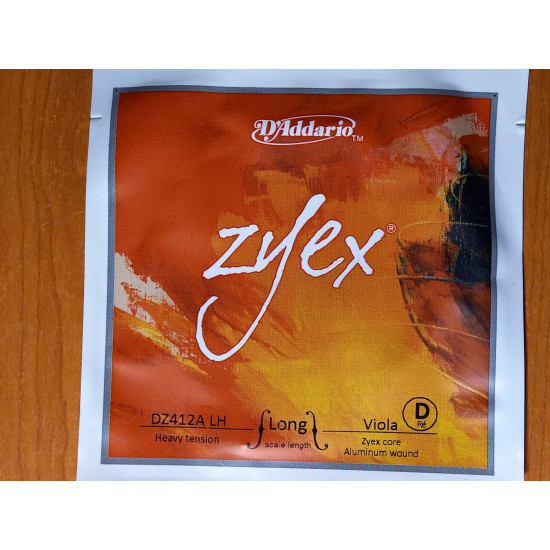 D'Addario™
zyex®
DZ412A LH
Heavy tension
Long
scale length
Viola
D
Ré
Zyex core
Aluminum wound